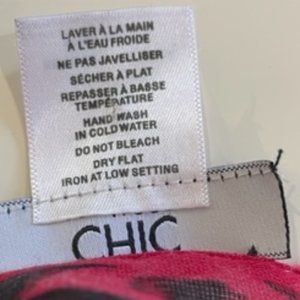 LAVER À LA MAIN
À L'EAU FROIDE
NE PAS JAVELLISER
SÉCHER À PLAT
REPASSER À BASSE
TEMPÉRATURE
HAND WASH
IN COLD WATER
DO NOT BLEACH
DRY FLAT
IRON AT LOW SETTING
CHIC